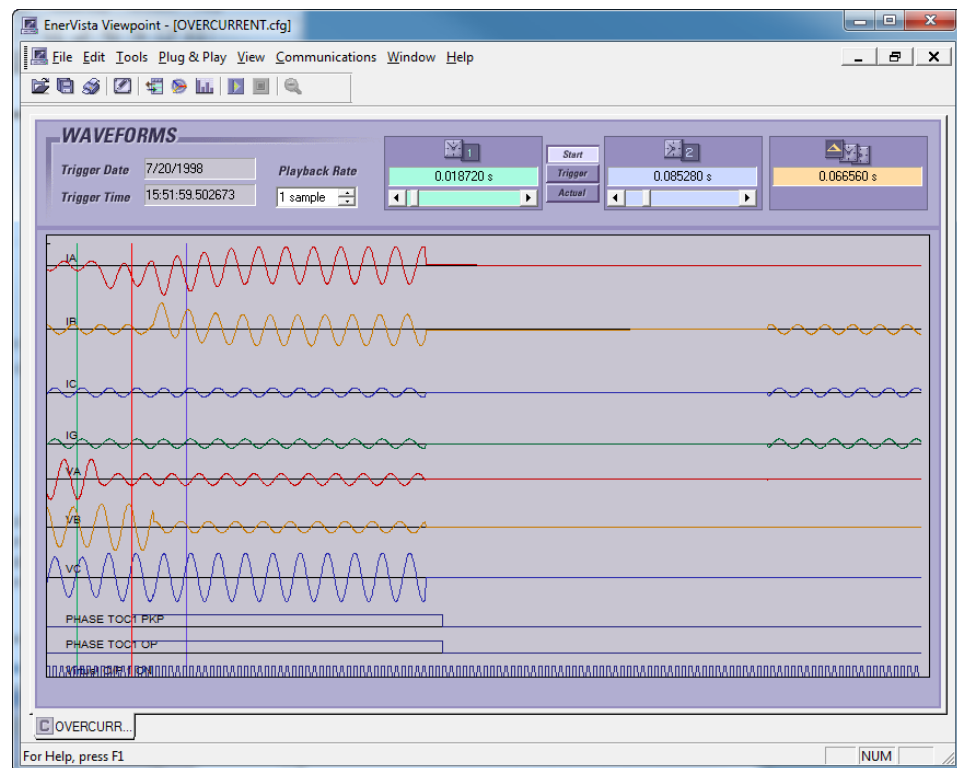 EnerVista Viewpoint - [OVERCURRENT.cfg]
File Edit Tools Plug & Play View Communications Window Help
WAVEFORMS
Trigger Date 7/20/1998
Trigger Time 15:51:59.502673
Playback Rate
1 sample
1
0.018720 s
Start
Trigger
Actual
2
0.085280 s
0.066560 s
IA
IB
IC
IG
VA
VB
VC
PHASE TOC1 PKP
PHASE TOC1 OP
Virtual O/P 1 ON
C OVERCURR...
For Help, press F1
NUM